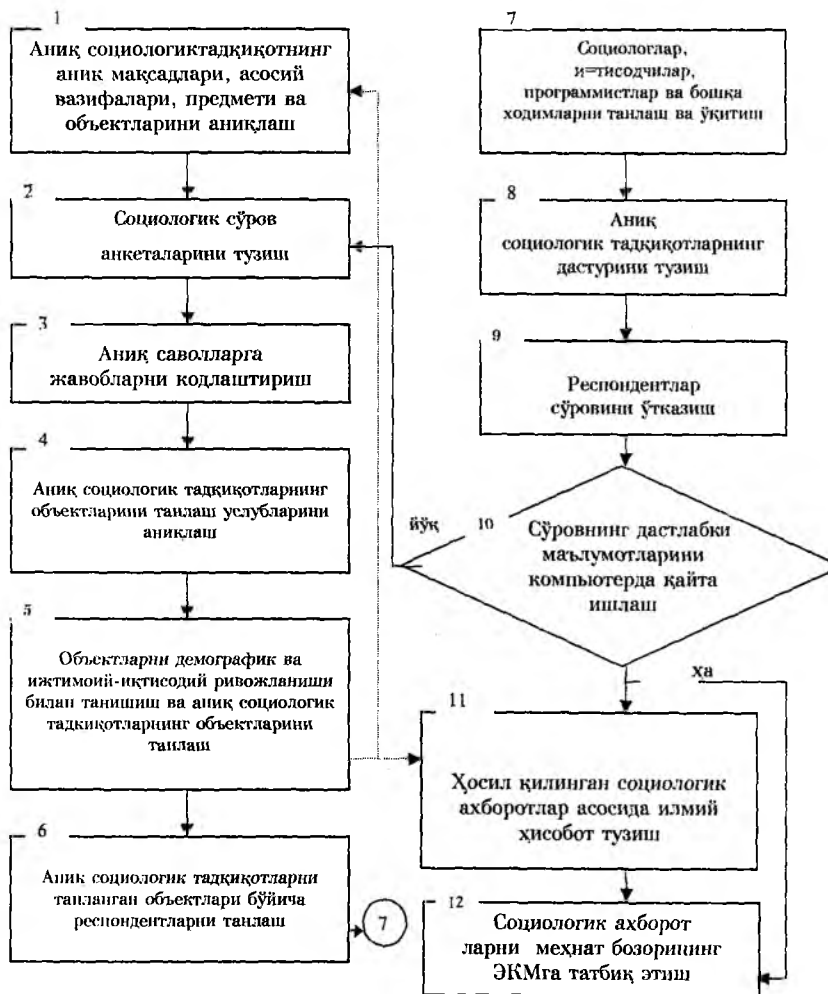 1
Аниқ социологиктадқиқотнинг
аник мақсадлари, асосий
вазифалари, предмети ва
объектларини аниқлаш
2
Социологик сўров
анкеталарини тузиш
3
Аниқ саволларга
жавобларни кодлаштириш
4
Аниқ социологик тадқиқотларнинг
объектларини танлаш услубларини
аниқлаш
5
Объектларни демографик ва
ижтимоий-иқтисодий ривожланиши
билан танишиш ва аниқ социологик
тадкиқотларнинг объектларини
танлаш
6
Аник социологик тадқиқотларни
танланган объектлари бўйича
респондентларни танлаш
7
7
Социологлар,
и=тисодчилар,
программистлар ва бошқа
ходимларни танлаш ва ўқитиш
8
Аниқ
социологик тадқиқотларнинг
дастурини тузиш
9
Респондентлар
сўровини ўтказиш
йўқ
10
Сўровнинг дастлабки
маълумотларини
компьютерда қайта
ишлаш
ҳа
11
Ҳосил қилинган социологик
ахборотлар асосида илмий
ҳисобот тузиш
12
Социологик ахборот
ларни меҳнат бозорининг
ЭКМга татбиқ этиш